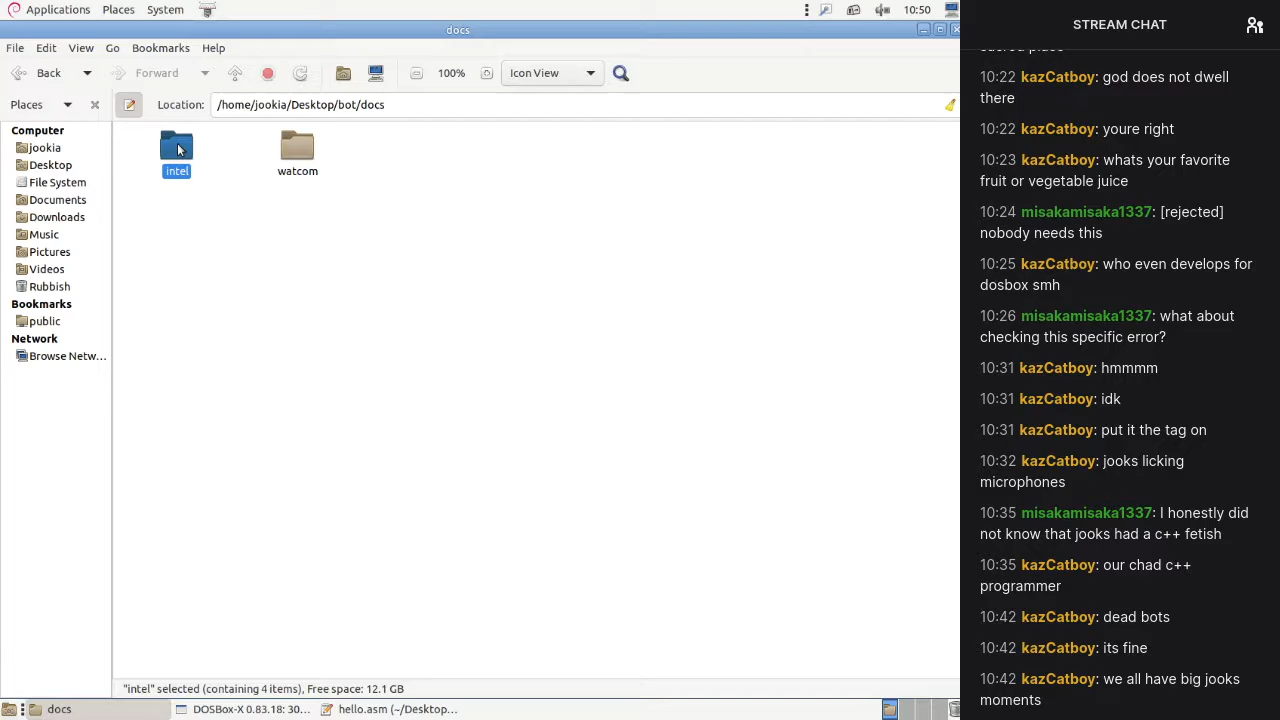 Applications Places System 10:50
docs
File Edit View Go Bookmarks Help
Back Forward 100% Icon View
Places Location: /home/jookia/Desktop/bot/docs
Computer
jookia
Desktop
File System
Documents
Downloads
Music
Pictures
Videos
Rubbish
Bookmarks
public
Network
Browse Netw...
intel
watcom
"intel" selected (containing 4 items), Free space: 12.1 GB
docs DOSBox-X 0.83.18: 30... hello.asm (~/Desktop...
STREAM CHAT
sacred place
10:22 kazCatboy: god does not dwell
there
10:22 kazCatboy: youre right
10:23 kazCatboy: whats your favorite
fruit or vegetable juice
10:24 misakamisaka1337: [rejected]
nobody needs this
10:25 kazCatboy: who even develops for
dosbox smh
10:26 misakamisaka1337: what about
checking this specific error?
10:31 kazCatboy: hmmmm
10:31 kazCatboy: idk
10:31 kazCatboy: put it the tag on
10:32 kazCatboy: jooks licking
microphones
10:35 misakamisaka1337: I honestly did
not know that jooks had a c++ fetish
10:35 kazCatboy: our chad c++
programmer
10:42 kazCatboy: dead bots
10:42 kazCatboy: its fine
10:42 kazCatboy: we all have big jooks
moments